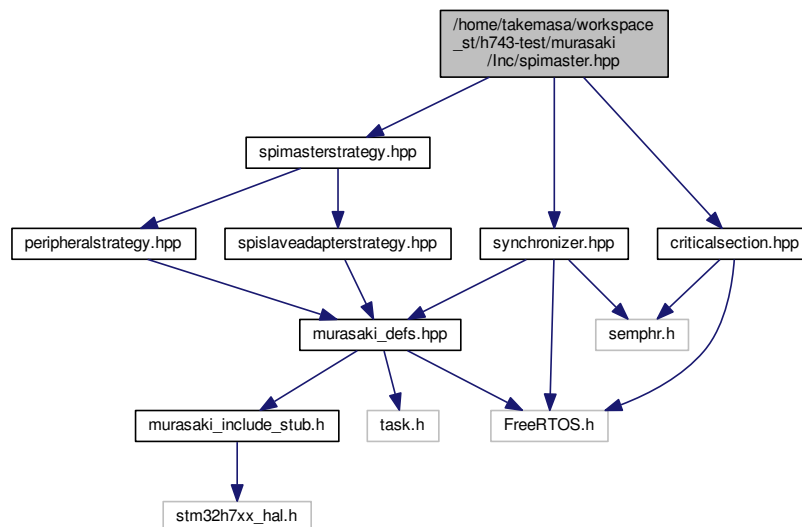 /home/takemasa/workspace
_st/h743-test/murasaki
/Inc/spimaster.hpp
spimasterstrategy.hpp
peripheralstrategy.hpp
spislaveadapterstrategy.hpp
synchronizer.hpp
criticalsection.hpp
murasaki_defs.hpp
semphr.h
murasaki_include_stub.h
task.h
FreeRTOS.h
stm32h7xx_hal.h